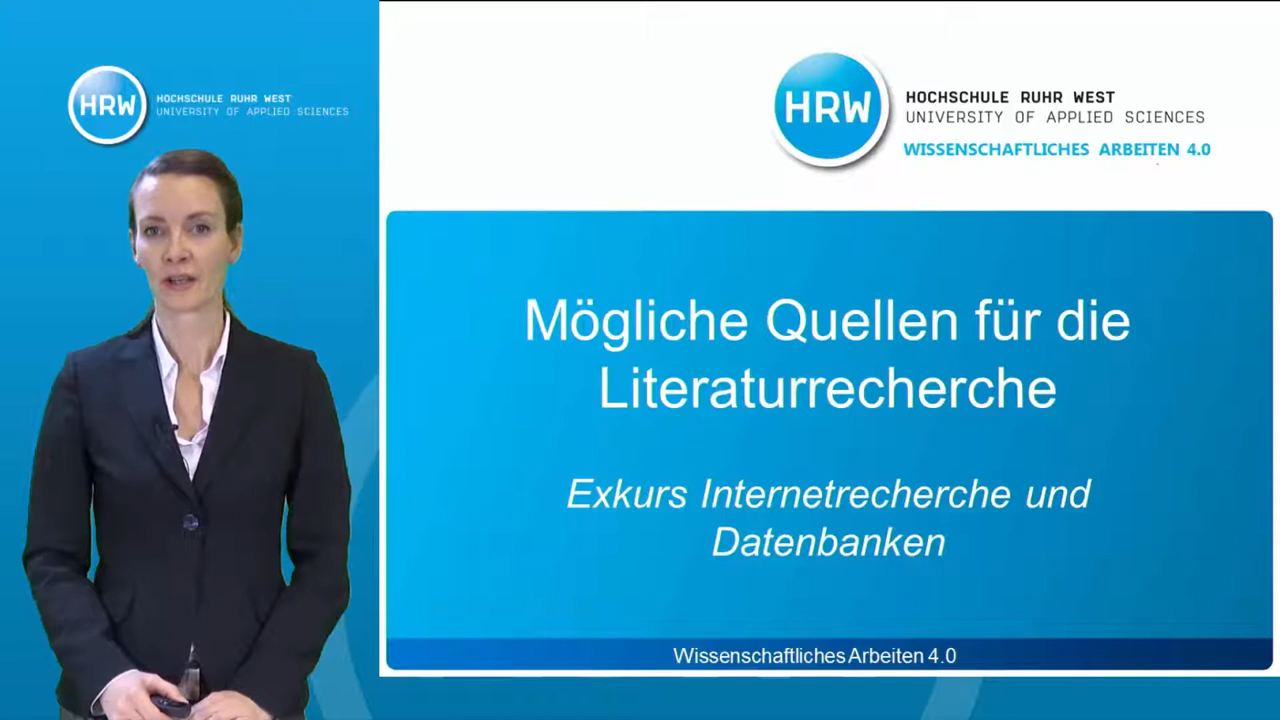 HRW
HOCHSCHULE RUHR WEST
UNIVERSITY OF APPLIED SCIENCES
HRW
HOCHSCHULE RUHR WEST
UNIVERSITY OF APPLIED SCIENCES
WISSENSCHAFTLICHES ARBEITEN 4.0
Mögliche Quellen für die
Literaturrecherche
Exkurs Internetrecherche und
Datenbanken
Wissenschaftliches Arbeiten 4.0